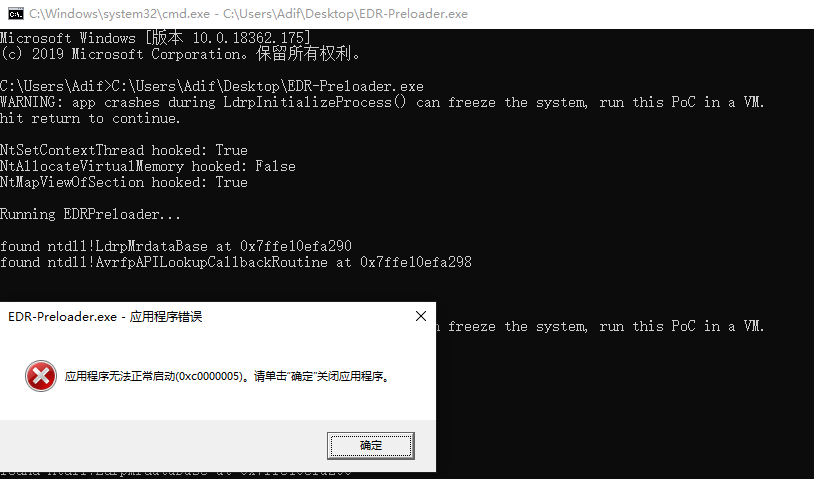 C:\Windows\system32\cmd.exe - C:\Users\Adif\Desktop\EDR-Preloader.exe
Microsoft Windows [版本 10.0.18362.175]
(c) 2019 Microsoft Corporation。保留所有权利。
C:\Users\Adif>C:\Users\Adif\Desktop\EDR-Preloader.exe
WARNING: app crashes during LdrpInitializeProcess() can freeze the system, run this PoC in a VM.
hit return to continue.
NtSetContextThread hooked: True
NtAllocateVirtualMemory hooked: False
NtMapViewOfSection hooked: True
Running EDRPreloader...
found ntdll!LdrpMrdataBase at 0x7ffe10efa290
found ntdll!AvrfpAPILookupCallbackRoutine at 0x7ffe10efa298
freeze the system, run this PoC in a VM.
EDR-Preloader.exe - 应用程序错误
应用程序无法正常启动(0xc0000005)。请单击“确定”关闭应用程序。
确定